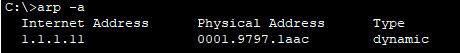 C:\>arp -a
Internet Address Physical Address Type
1.1.1.11 0001.9797.1aac dynamic